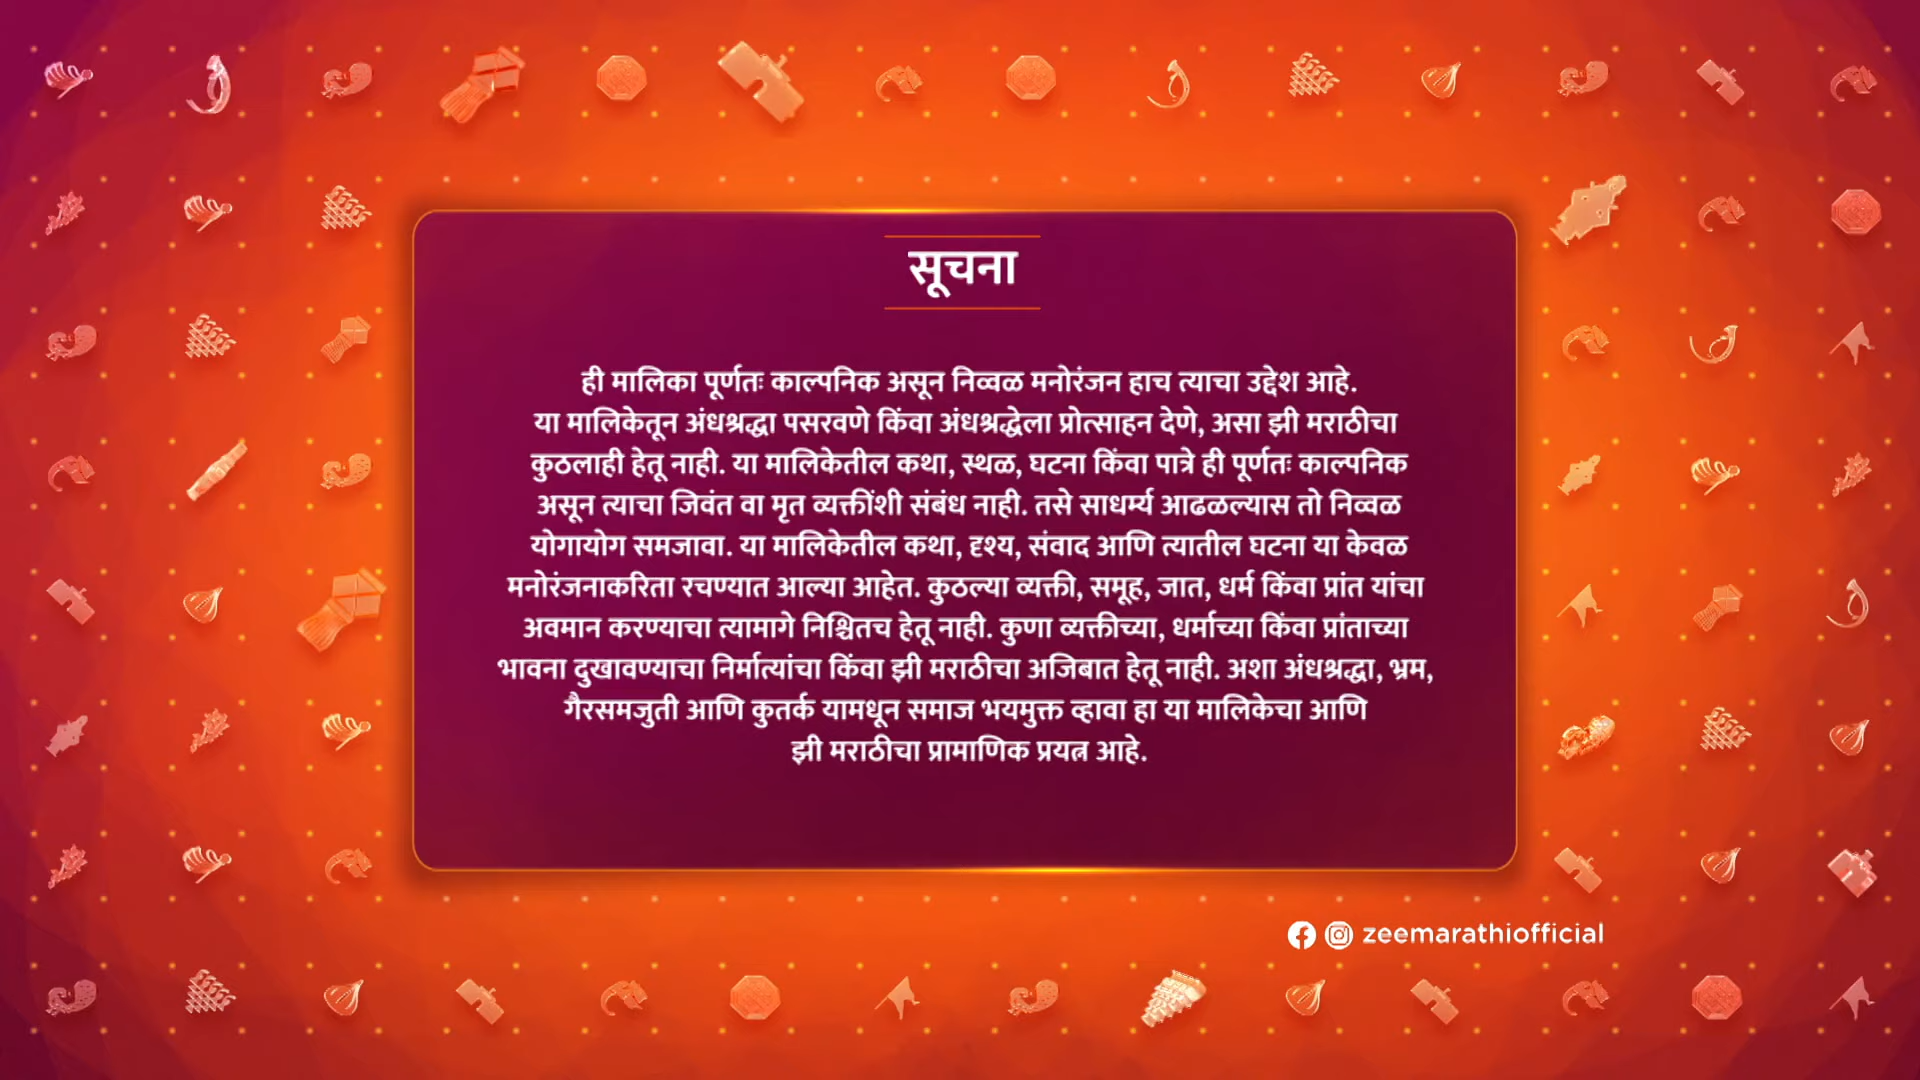 सूचना
ही मालिका पूर्णतः काल्पनिक असून निव्वळ मनोरंजन हाच त्याचा उद्देश आहे.
या मालिकेतून अंधश्रद्धा पसरवणे किंवा अंधश्रद्धेला प्रोत्साहन देणे, असा झी मराठीचा
कुठलाही हेतू नाही. या मालिकेतील कथा, स्थळ, घटना किंवा पात्रे ही पूर्णतः काल्पनिक
असून त्याचा जिवंत वा मृत व्यक्तींशी संबंध नाही. तसे साधर्म्य आढळल्यास तो निव्वळ
योगायोग समजावा. या मालिकेतील कथा, दृश्य, संवाद आणि त्यातील घटना या केवळ
मनोरंजनाकरिता रचण्यात आल्या आहेत. कुठल्या व्यक्ती, समूह, जात, धर्म किंवा प्रांत यांचा
अवमान करण्याचा त्यामागे निश्चितच हेतू नाही. कुणा व्यक्तीच्या, धर्माच्या किंवा प्रांताच्या
भावना दुखावण्याचा निर्मात्यांचा किंवा झी मराठीचा अजिबात हेतू नाही. अशा अंधश्रद्धा, भ्रम,
गैरसमजुती आणि कुतर्क यामधून समाज भयमुक्त व्हावा हा या मालिकेचा आणि
झी मराठीचा प्रामाणिक प्रयत्न आहे.
zeemarathiofficial